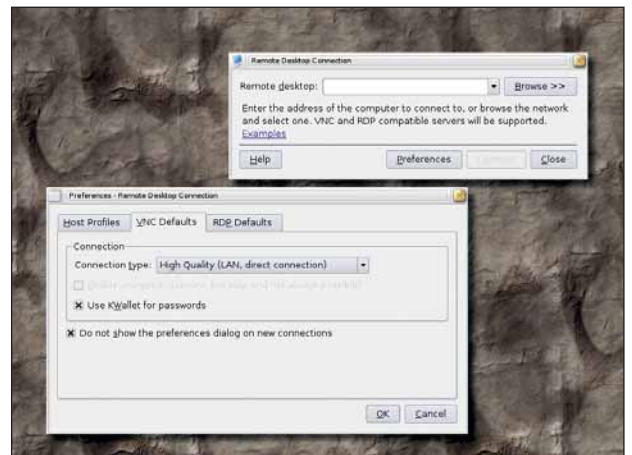 Remote Desktop Connection
Remote desktop:
Browse >>
Enter the address of the computer to connect to, or browse the network
and select one. VNC and RDP compatible servers will be supported.
Examples
Help
Preferences
Close
Preferences - Remote Desktop Connection
Host Profiles
VNC Defaults
RDP Defaults
Connection
Connection type: High Quality (LAN, direct connection)
Use KWallet for passwords
Do not show the preferences dialog on new connections
OK
Cancel